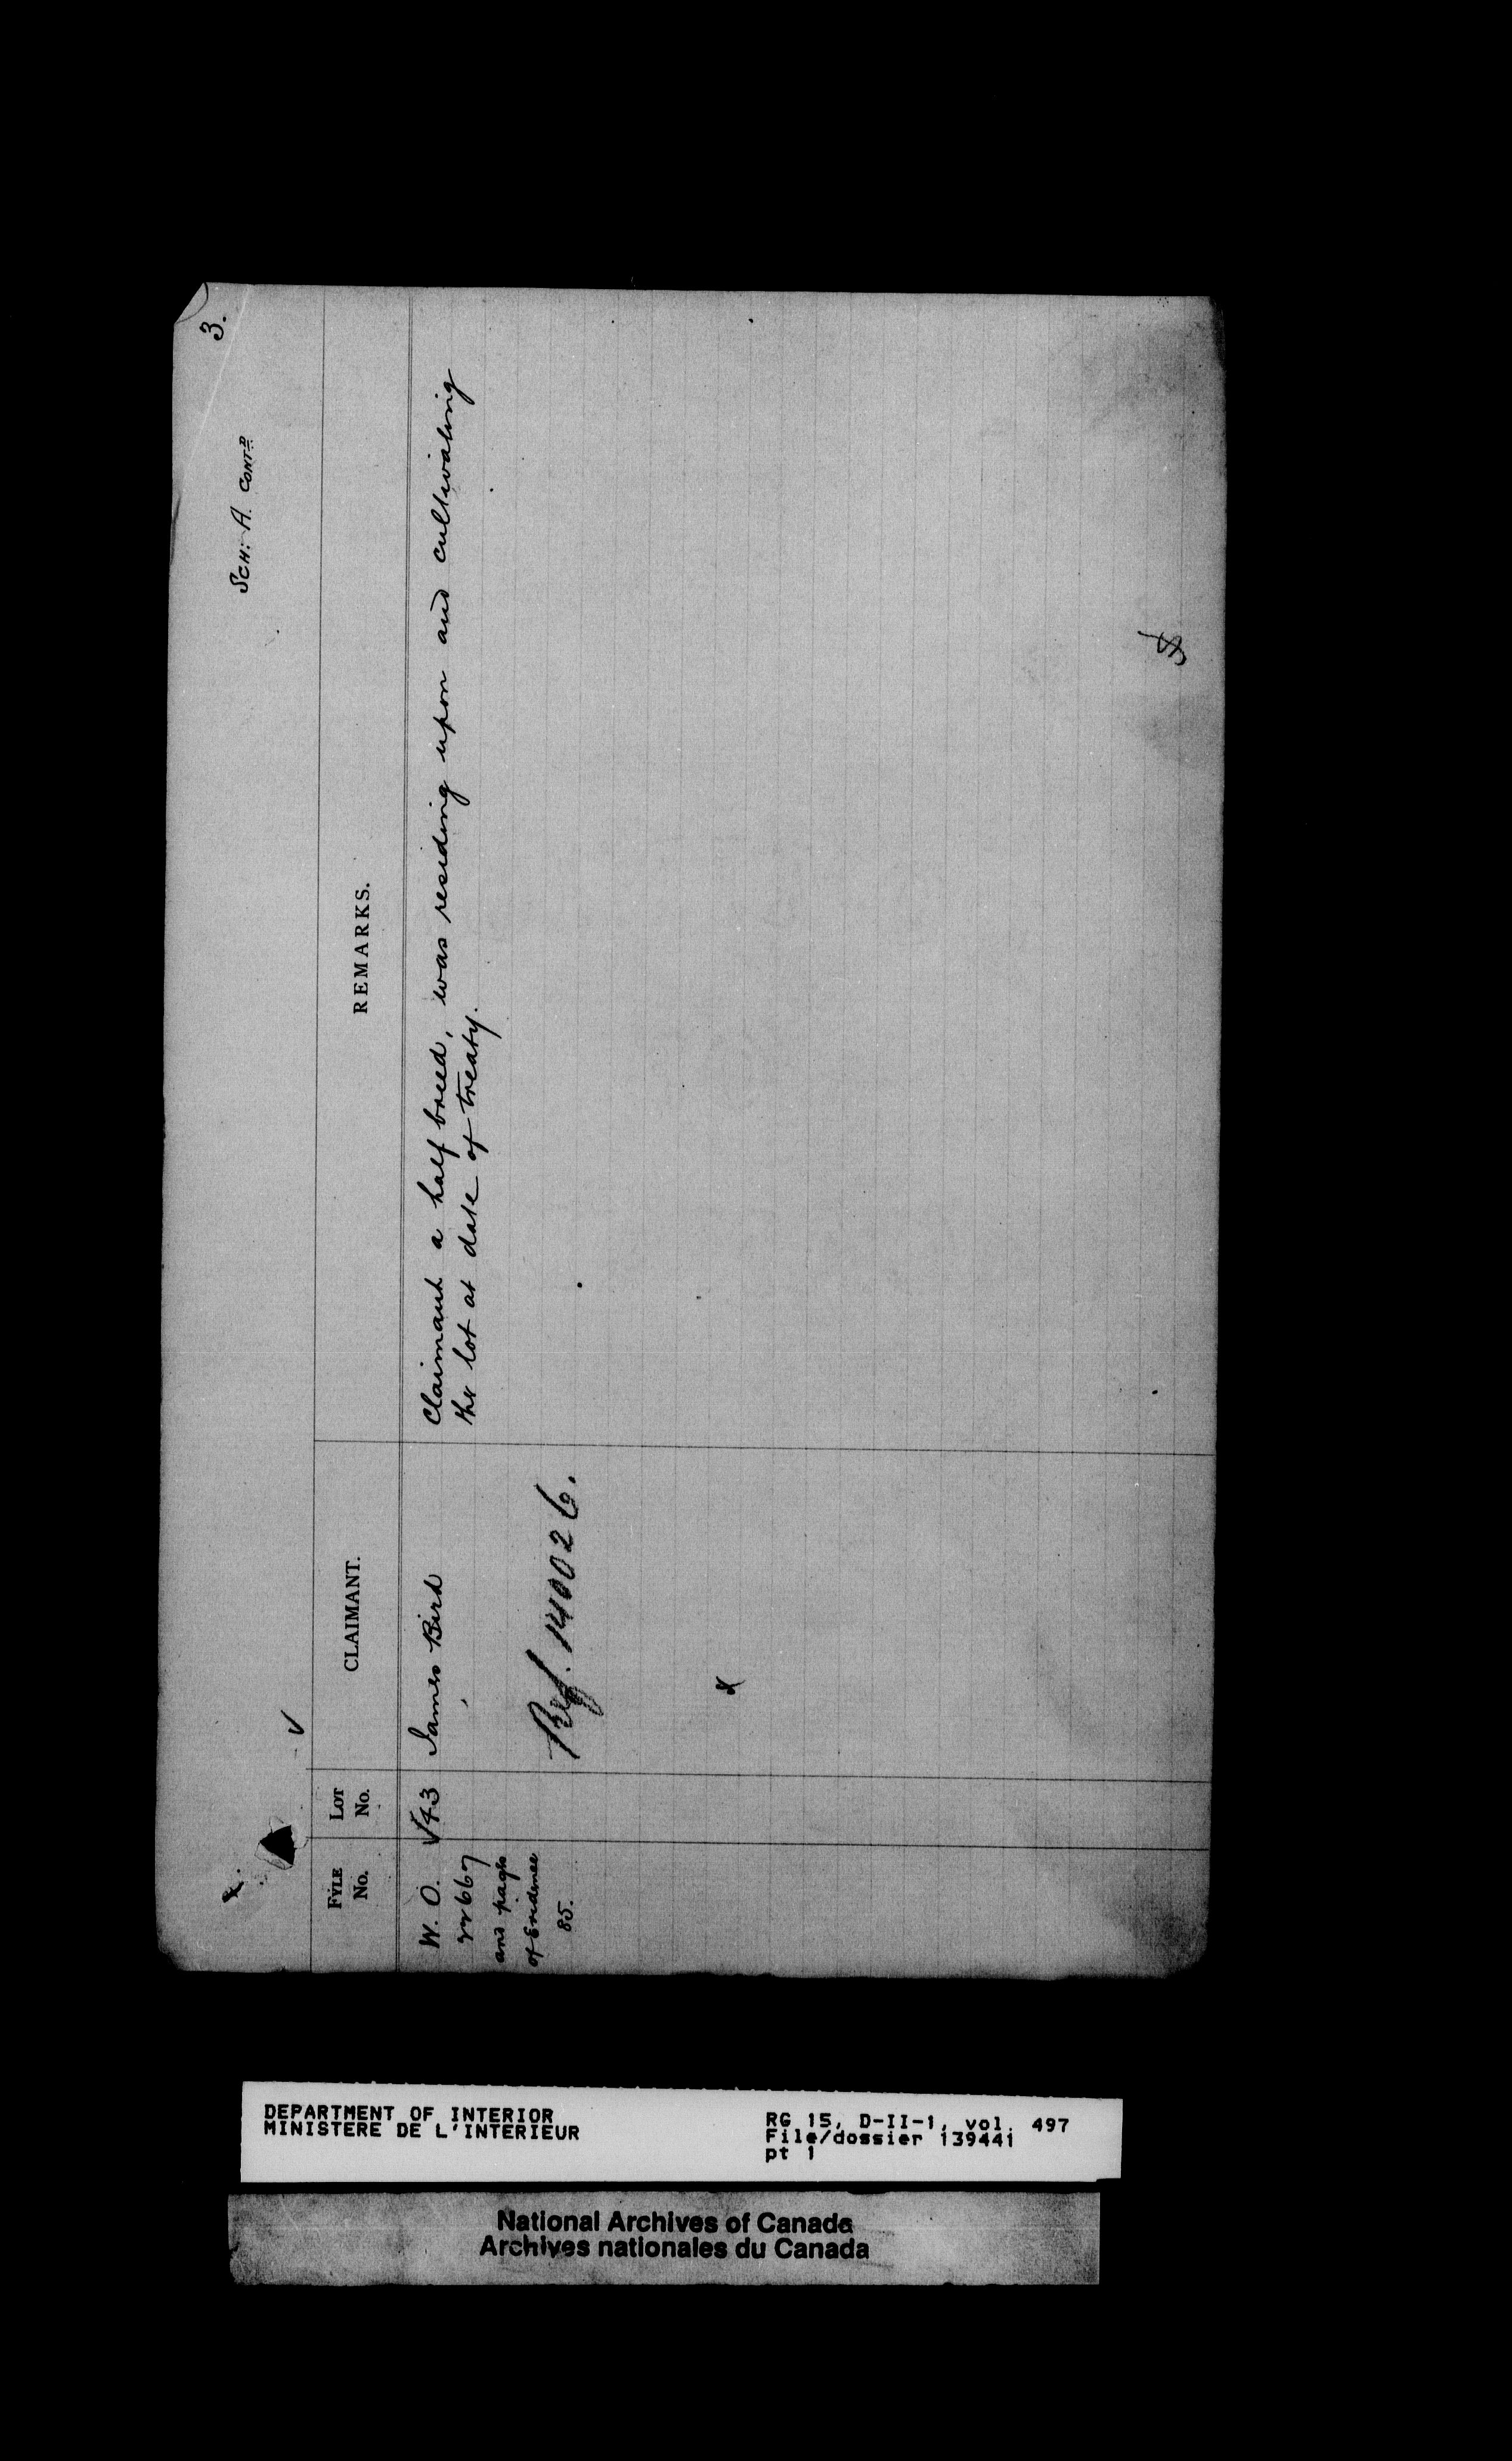 3.
SCH: A. CONTD
FYLE No.
LOT No.
CLAIMANT.
REMARKS.
W. O.
22667
and page
of Evidence
85.
√43
James Bird
Claimant a half breed, was residing upon and cultivating
the lot at date of treaty.
Ref. 140026.
x
DEPARTMENT OF INTERIOR
MINISTERE DE L'INTERIEUR
RG 15, D-II-1, vol. 497
File/dossier 139441
pt 1
National Archives of Canada
Archives nationales du Canada